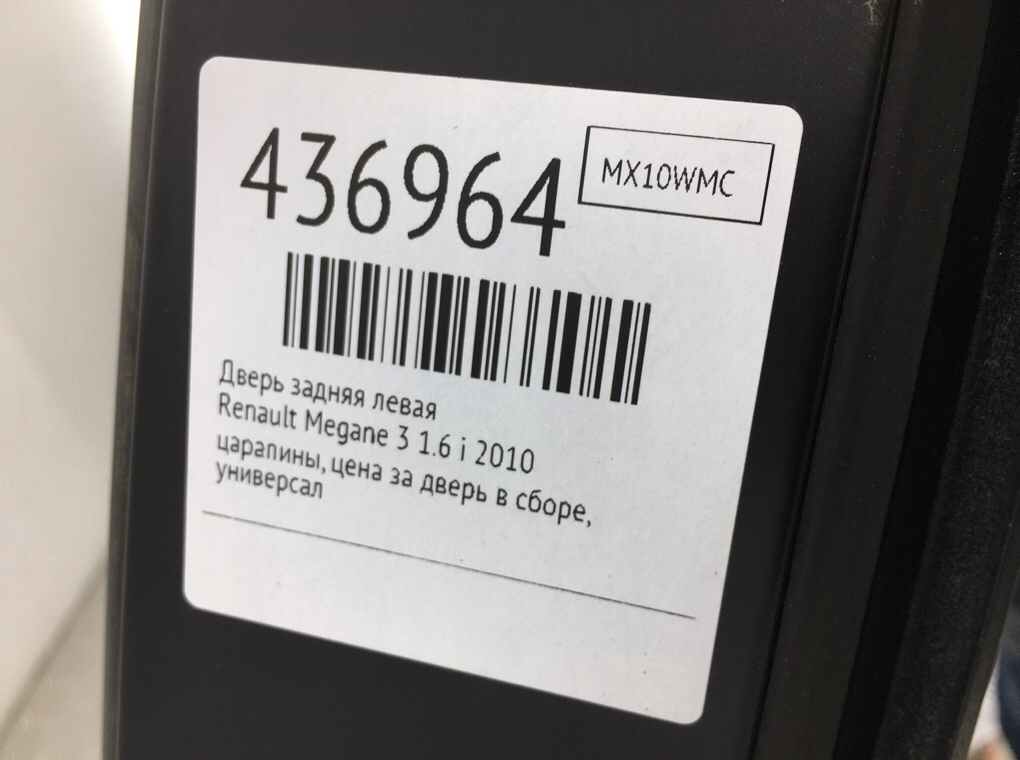 436964
MX10WMC
Дверь задняя левая
Renault Megane 3 1.6 i 2010
царапины, цена за дверь в сборе,
универсал